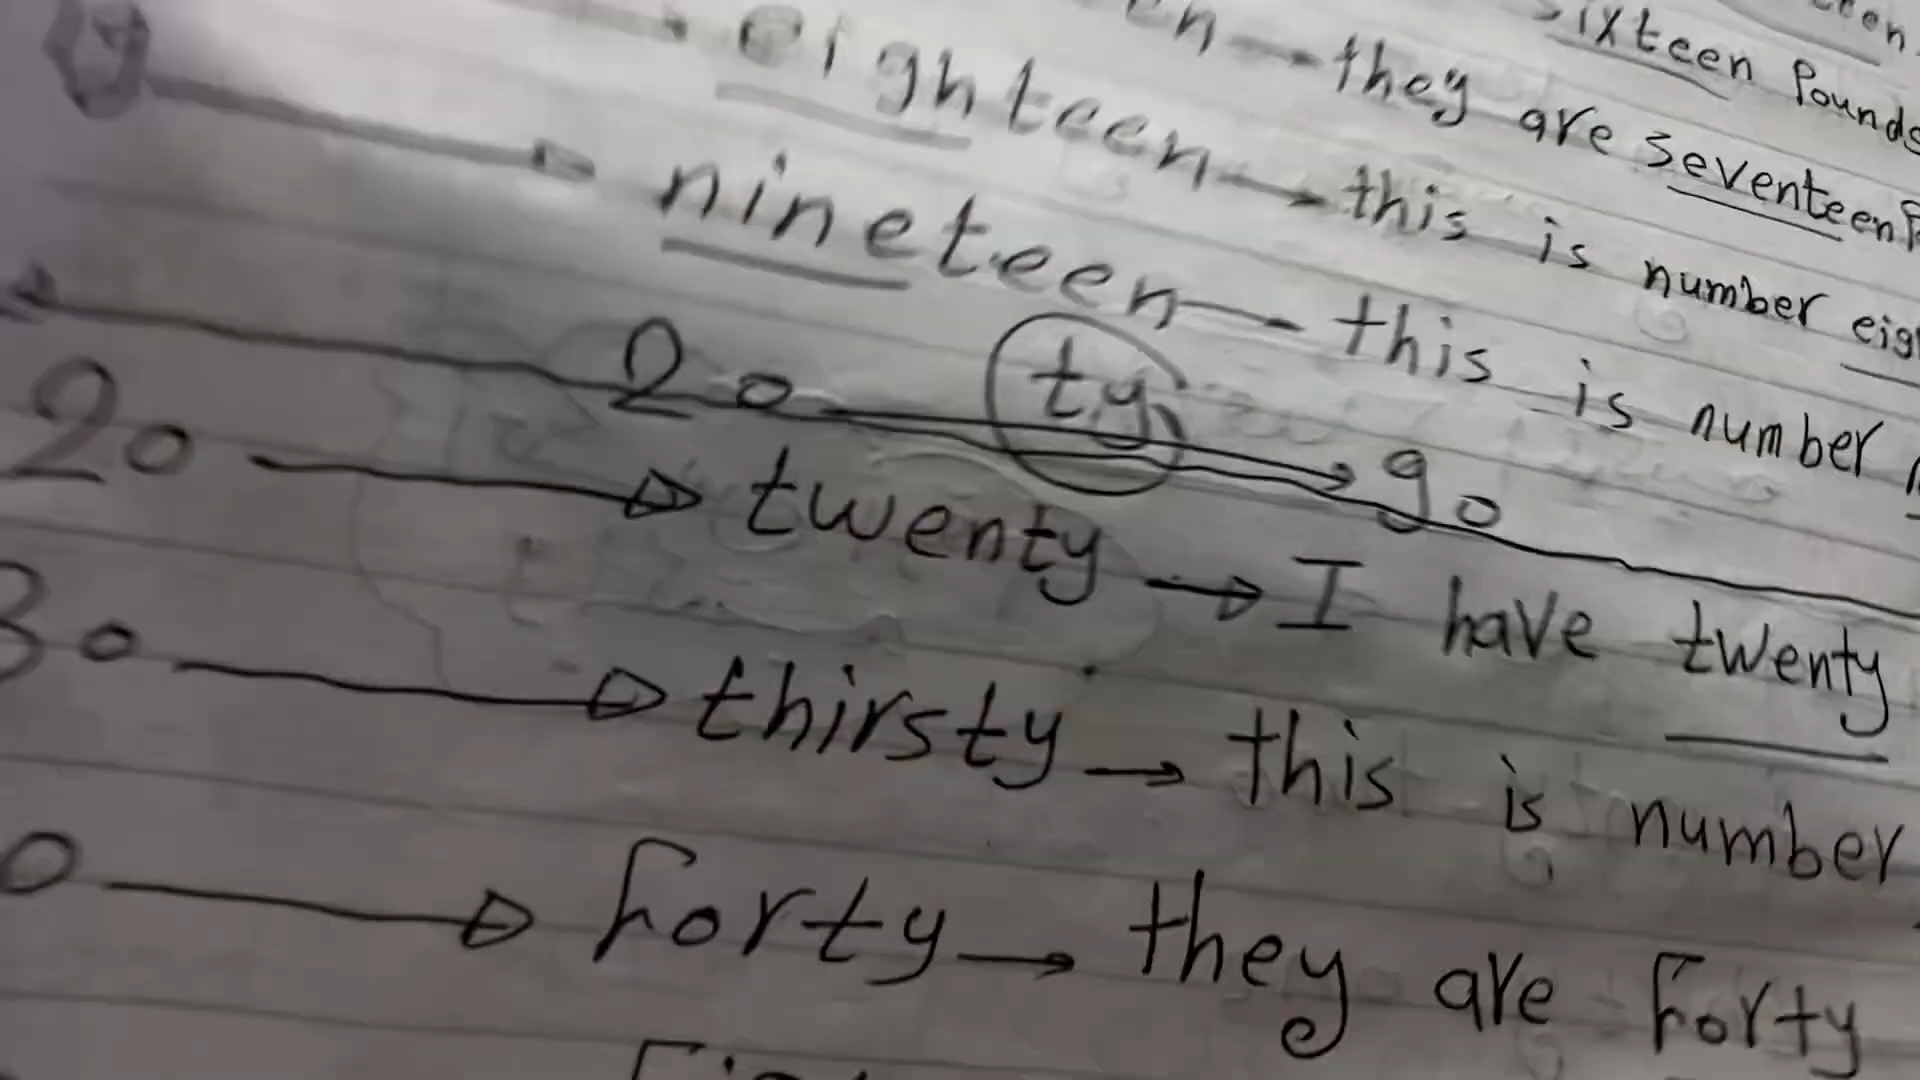 sixteen Pounds
they are seventeen
eighteen → this is number
nineteen → this is number
20 ty → 90
20 → twenty → I have twenty
30 → thirsty → this is number
0 → Forty → they are Forty